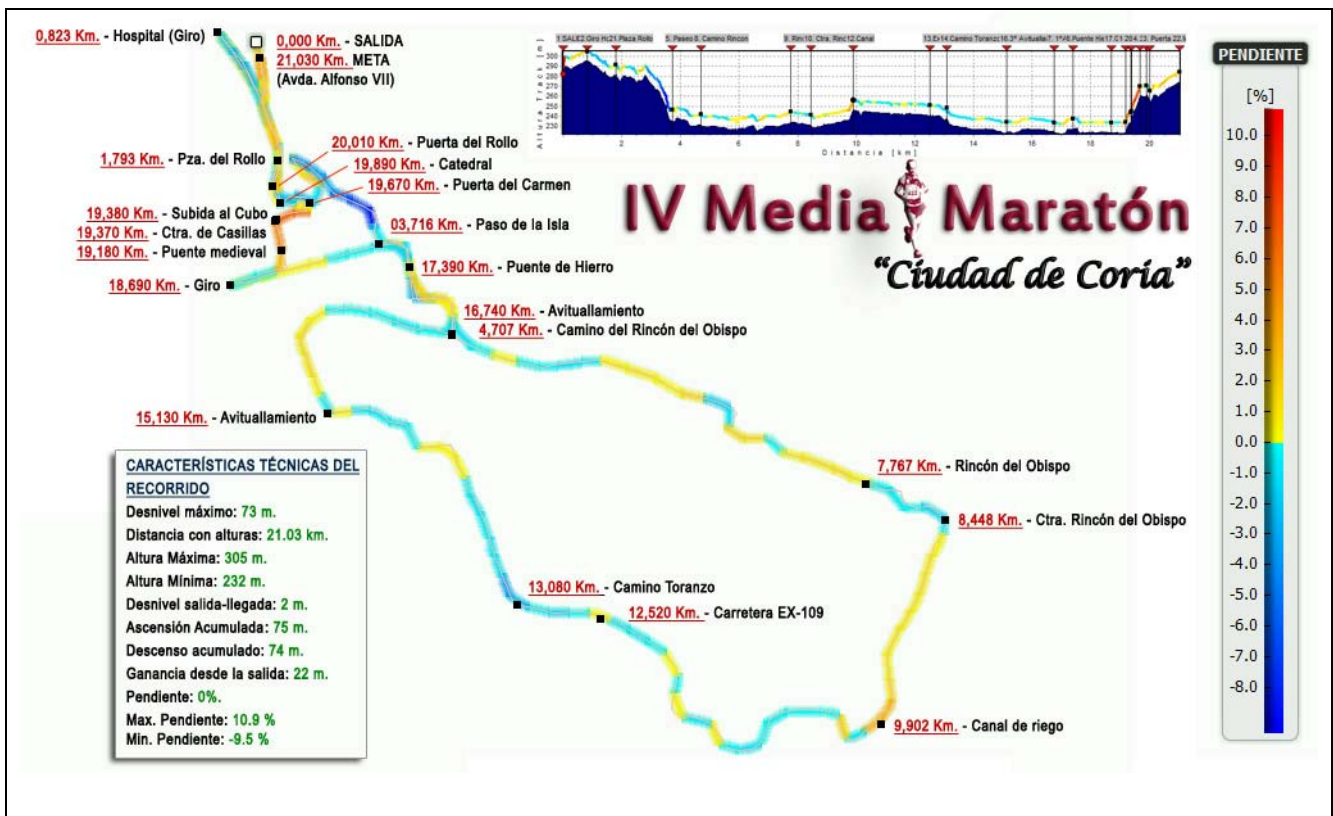 0,823 Km. - Hospital (Giro)
0,000 Km. - SALIDA
21,030 Km. META
(Avda. Alfonso VII)
20,010 Km. - Puerta del Rollo
1,793 Km. - Pza. del Rollo
19,890 Km. - Catedral
19,670 Km. - Puerta del Carmen
19,380 Km. - Subida al Cubo
19,370 Km. - Ctra. de Casillas
19,180 Km. - Puente medieval
03,716 Km. - Paso de la Isla
17,390 Km. - Puente de Hierro
18,690 Km. - Giro
16,740 Km. - Avituallamiento
4,707 Km. - Camino del Rincón del Obispo
15,130 Km. - Avituallamiento
7,767 Km. - Rincón del Obispo
8,448 Km. - Ctra. Rincón del Obispo
13,080 Km. - Camino Toranzo
12,520 Km. - Carretera EX-109
9,902 Km. - Canal de riego
Altura Track [m]
300
290
280
270
260
250
240
230
2 4 6 8 10 12 14 16 18 20
Distancia [km]
IV Media Maratón
“Ciudad de Coria”
CARACTERÍSTICAS TÉCNICAS DEL
RECORRIDO
Desnivel máximo: 73 m.
Distancia con alturas: 21.03 km.
Altura Máxima: 305 m.
Altura Mínima: 232 m.
Desnivel salida-llegada: 2 m.
Ascensión Acumulada: 75 m.
Descenso acumulado: 74 m.
Ganancia desde la salida: 22 m.
Pendiente: 0%.
Max. Pendiente: 10.9 %
Min. Pendiente: -9.5 %
PENDIENTE
[%]
10.0
9.0
8.0
7.0
6.0
5.0
4.0
3.0
2.0
1.0
0.0
-1.0
-2.0
-3.0
-4.0
-5.0
-6.0
-7.0
-8.0